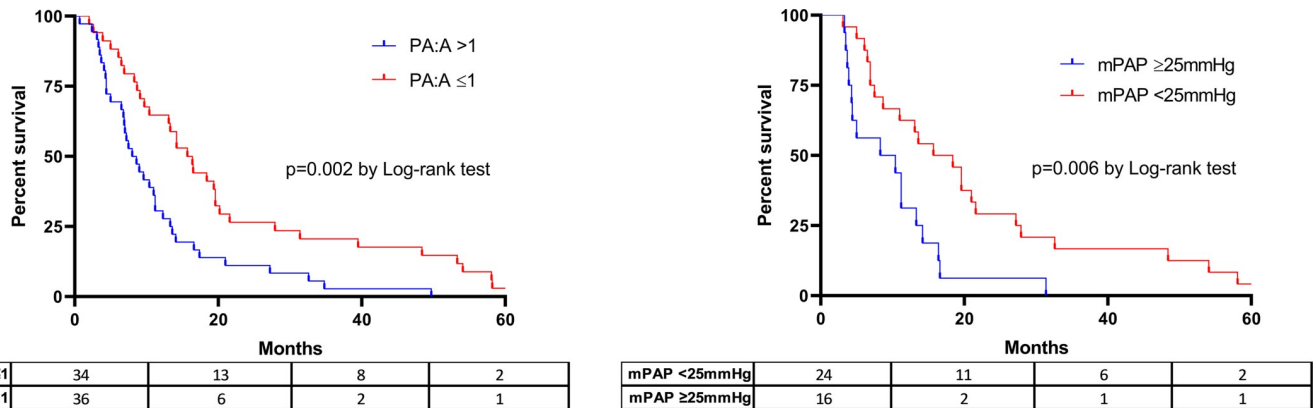 100
75
50
25
0
Percent survival
PA:A >1
PA:A ≤1
p=0.002 by Log-rank test
0 20 40 60
Months
1 34 13 8 2
1 36 6 2 1
100
75
50
25
0
Percent survival
mPAP ≥25mmHg
mPAP <25mmHg
p=0.006 by Log-rank test
0 20 40 60
Months
mPAP <25mmHg 24 11 6 2
mPAP ≥25mmHg 16 2 1 1